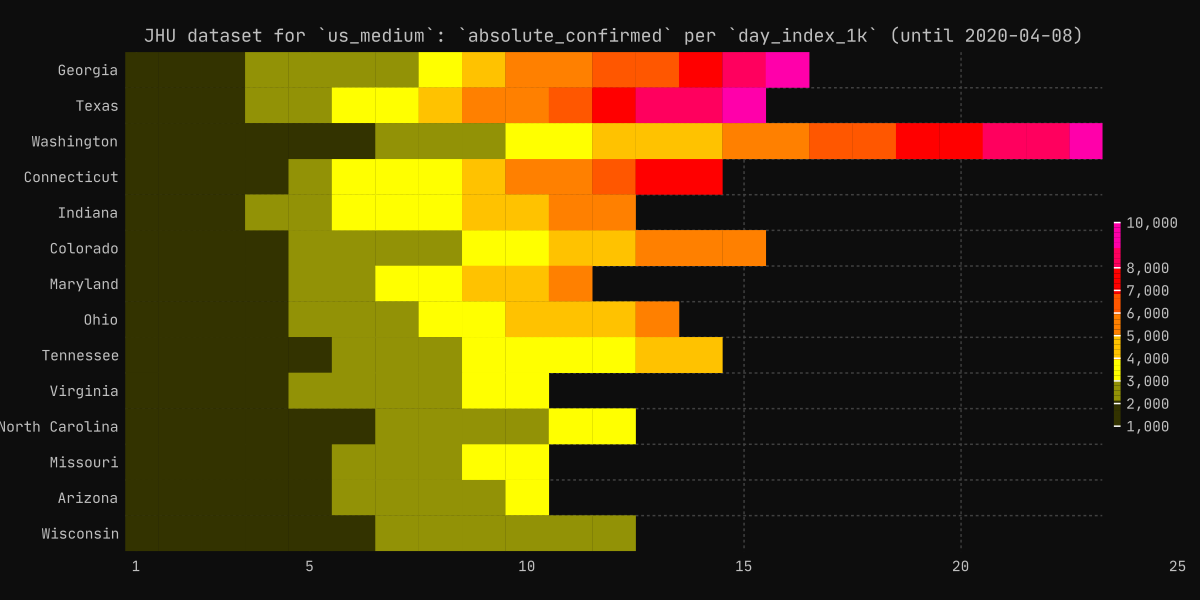 JHU dataset for `us_medium`: `absolute_confirmed` per `day_index_1k` (until 2020-04-08)
Georgia
Texas
Washington
Connecticut
Indiana
Colorado
Maryland
Ohio
Tennessee
Virginia
North Carolina
Missouri
Arizona
Wisconsin
1 5 10 15 20 25
10,000
8,000
7,000
6,000
5,000
4,000
3,000
2,000
1,000